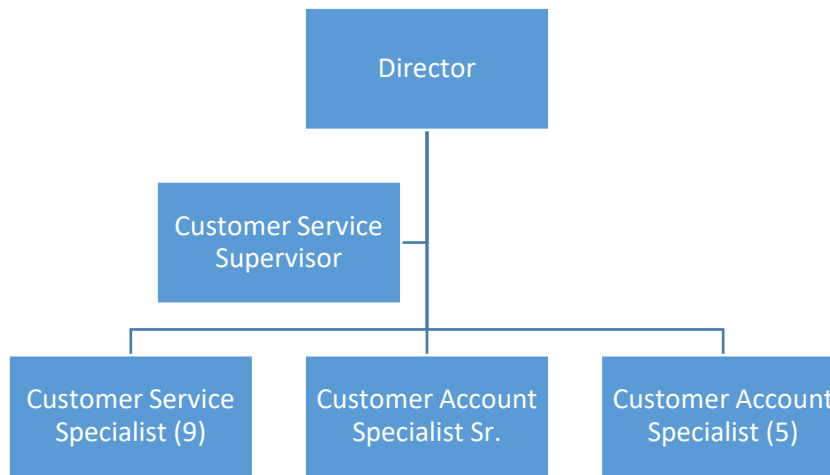 Director
Customer Service
Supervisor
Customer Service
Specialist (9)
Customer Account
Specialist Sr.
Customer Account
Specialist (5)